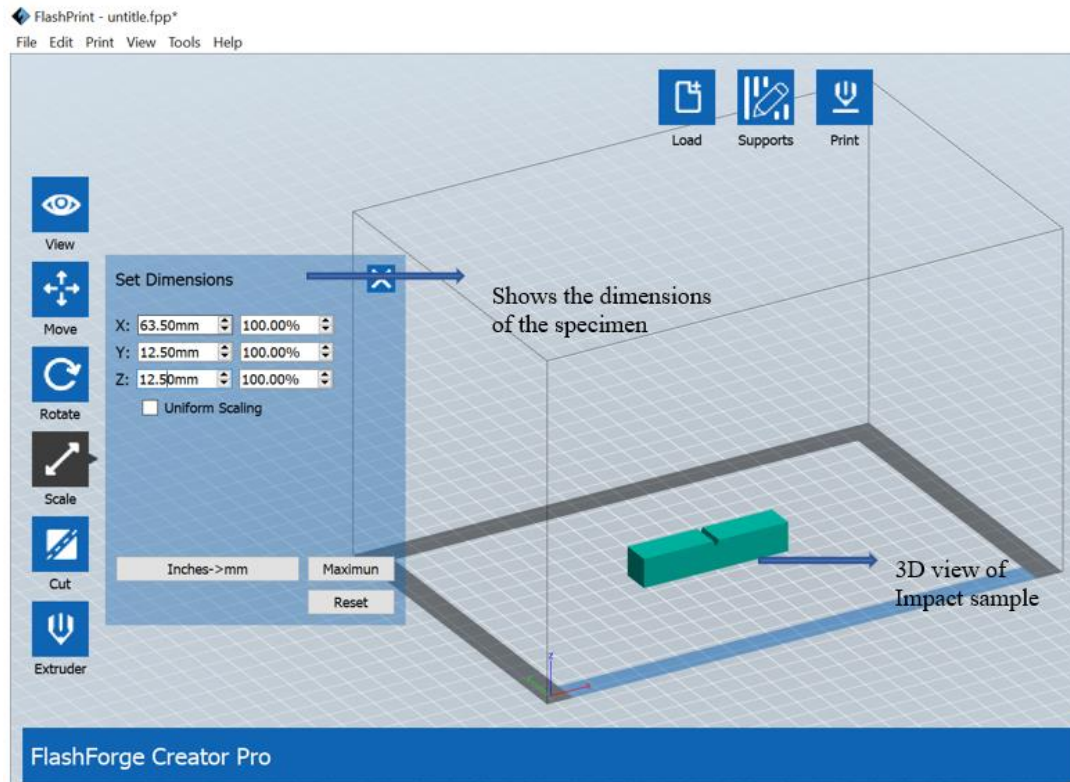 FlashPrint - untitle.fpp*
File Edit Print View Tools Help
Load Supports Print
View
Set Dimensions
Shows the dimensions
of the specimen
Move
X: 63.50mm 100.00%
Y: 12.50mm 100.00%
Z: 12.50mm 100.00%
Uniform Scaling
Rotate
Scale
Inches->mm Maximun
Reset
Cut
3D view of
Impact sample
Extruder
z
FlashForge Creator Pro